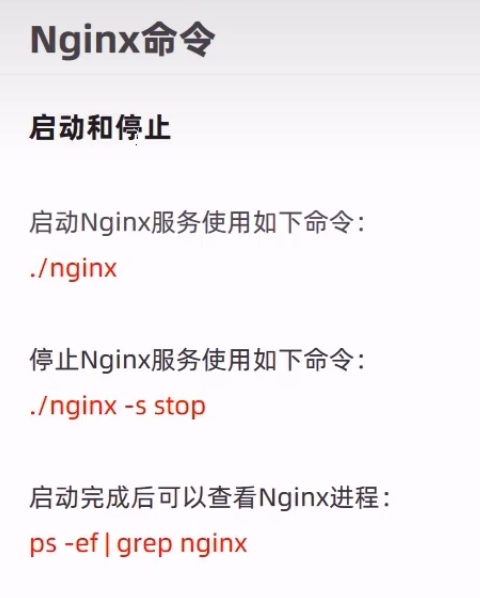 Nginx命令
启动和停止
启动Nginx服务使用如下命令：
./nginx
停止Nginx服务使用如下命令：
./nginx -s stop
启动完成后可以查看Nginx进程：
ps -ef | grep nginx